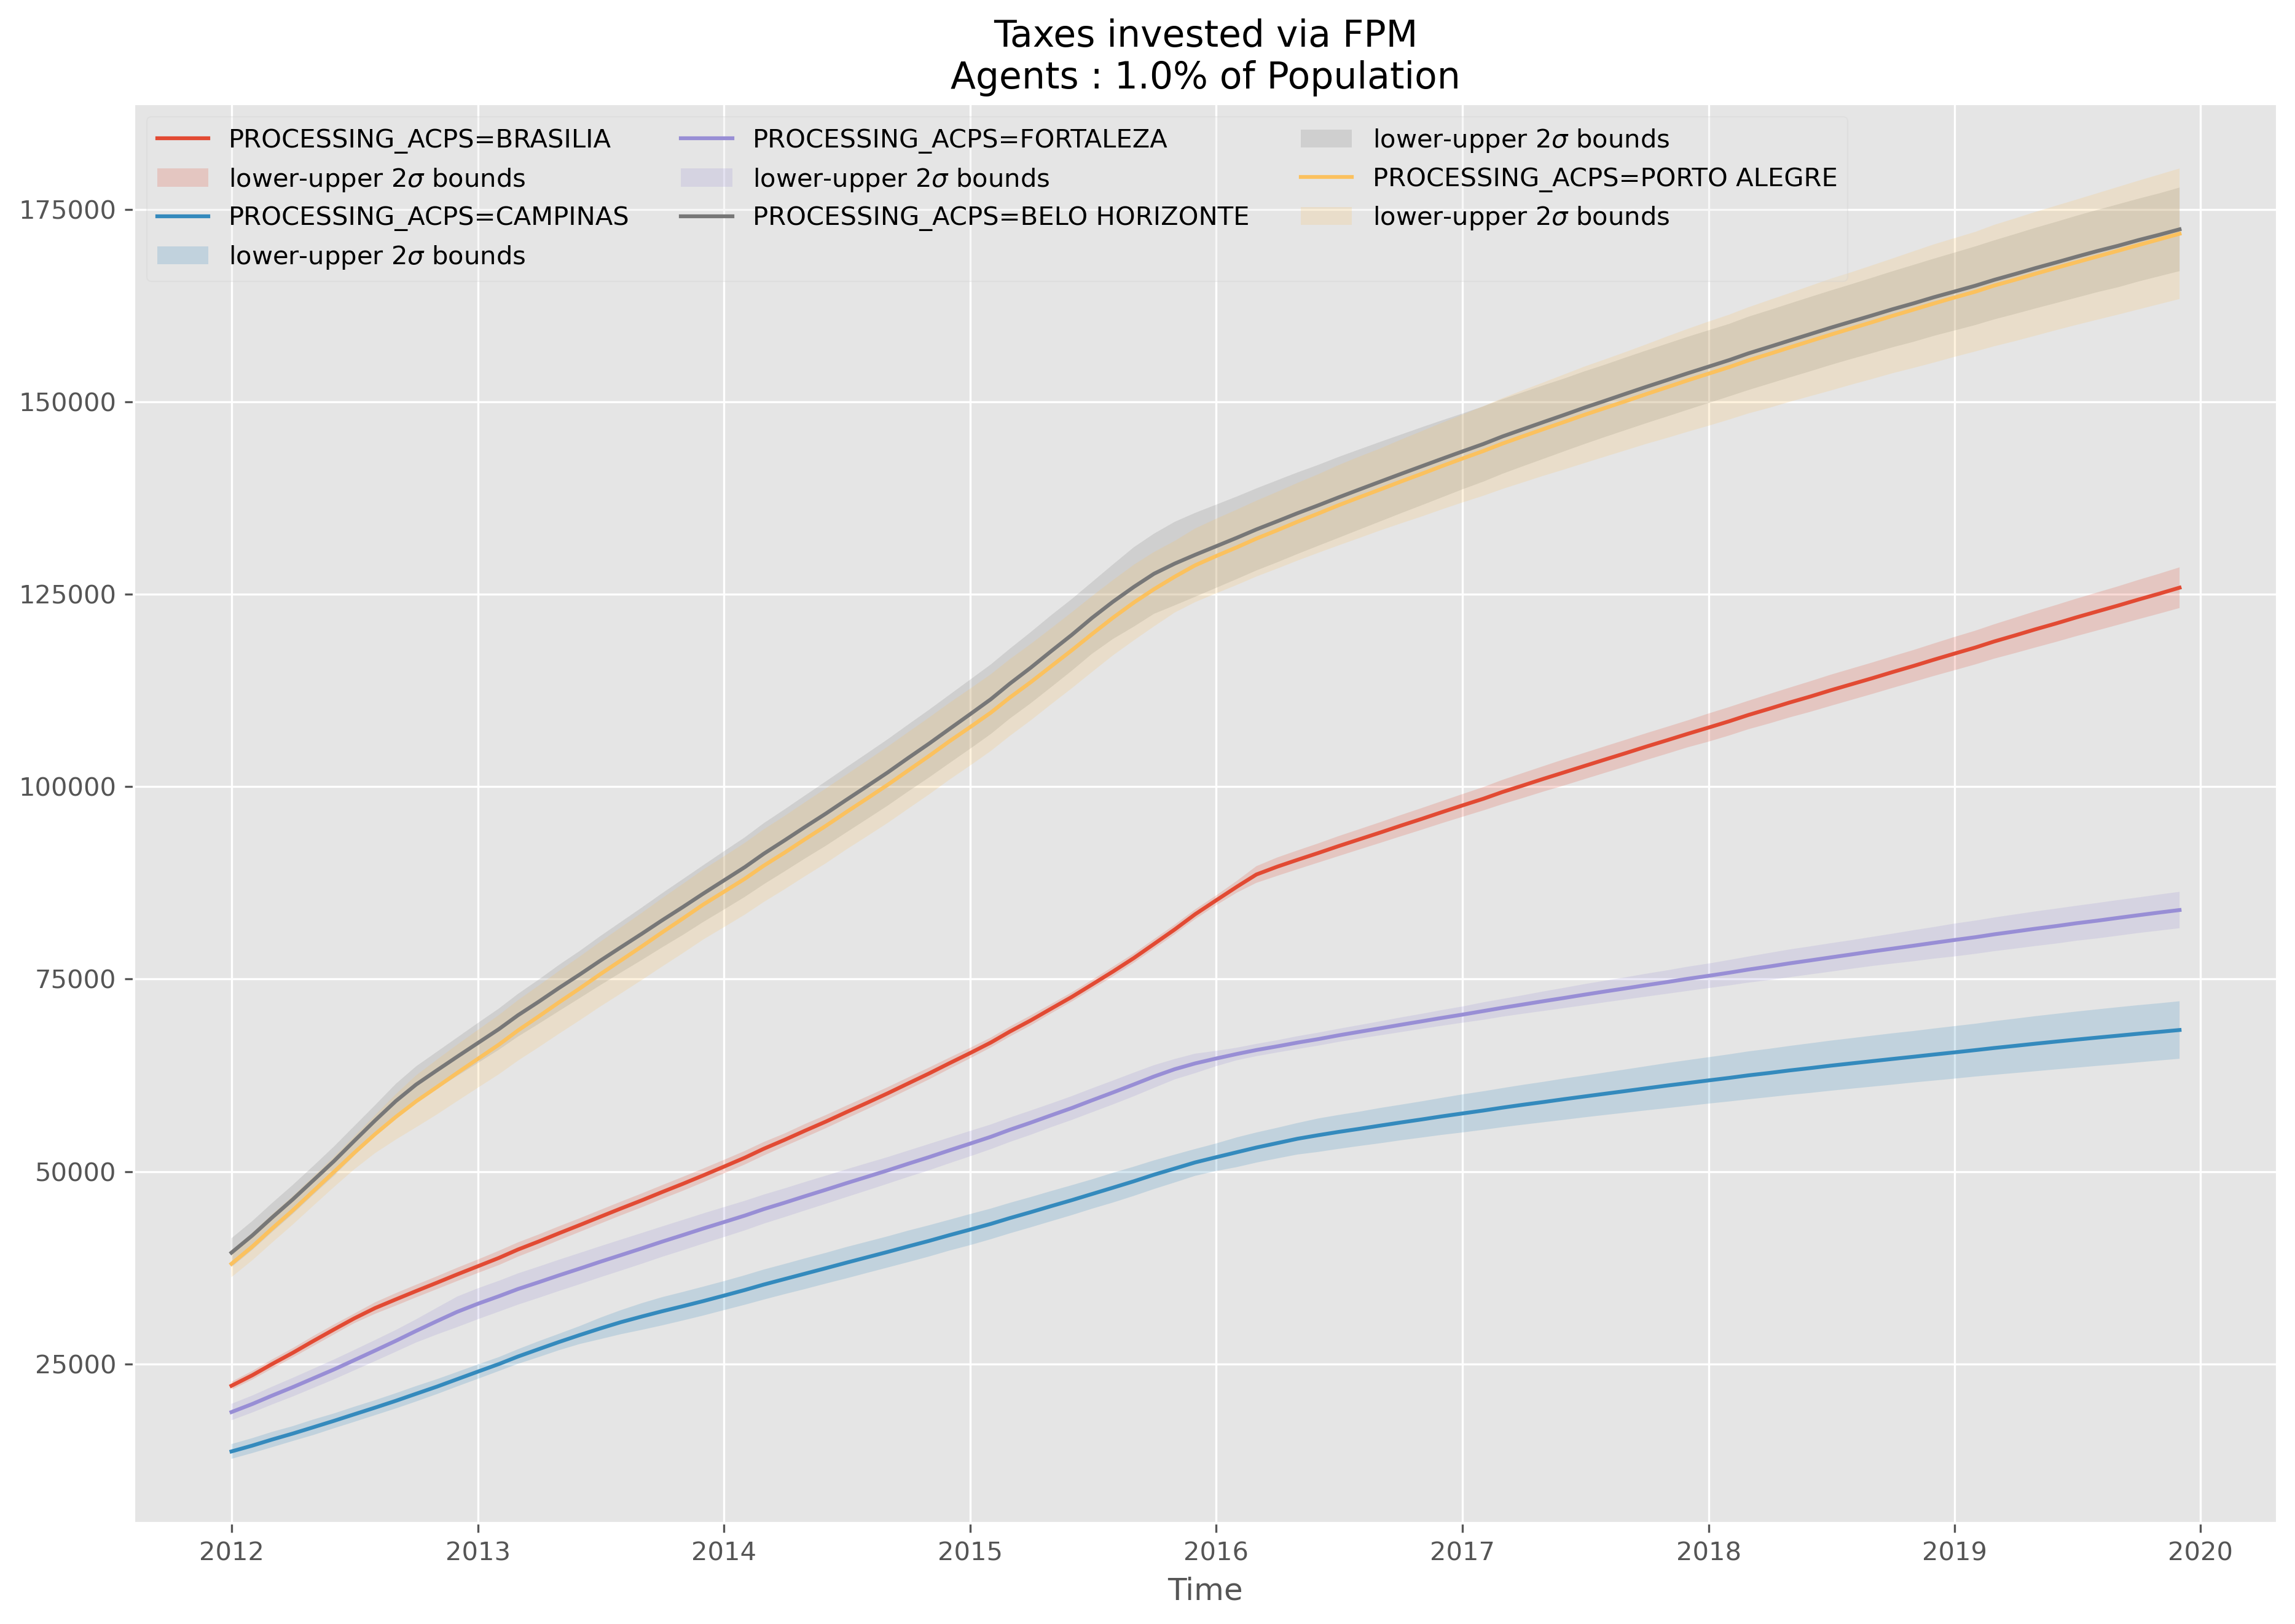 Taxes invested via FPM
Agents : 1.0% of Population
PROCESSING_ACPS=BRASILIA
lower-upper 2σ bounds
PROCESSING_ACPS=CAMPINAS
lower-upper 2σ bounds
PROCESSING_ACPS=FORTALEZA
lower-upper 2σ bounds
PROCESSING_ACPS=BELO HORIZONTE
lower-upper 2σ bounds
PROCESSING_ACPS=PORTO ALEGRE
lower-upper 2σ bounds
175000
150000
125000
100000
75000
50000
25000
2012 2013 2014 2015 2016 2017 2018 2019 2020
Time